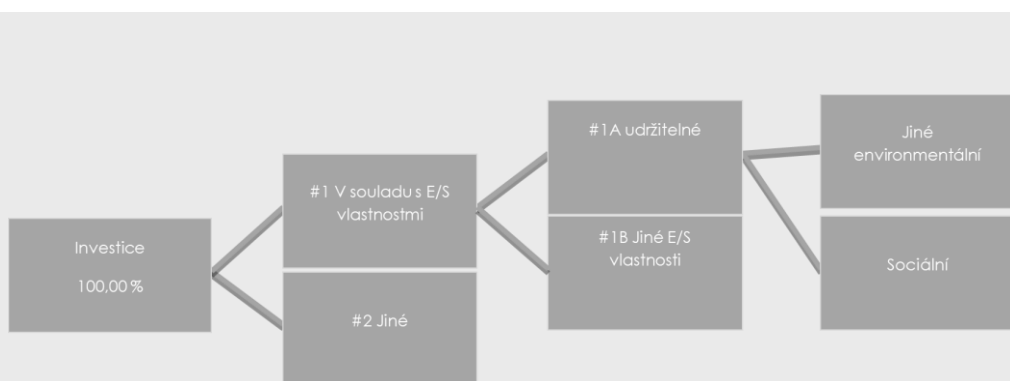 Investice
100,00 %
#1 V souladu s E/S
vlastnostmi
#2 Jiné
#1A udržitelné
#1B Jiné E/S
vlastnosti
Jiné
environmentální
Sociální